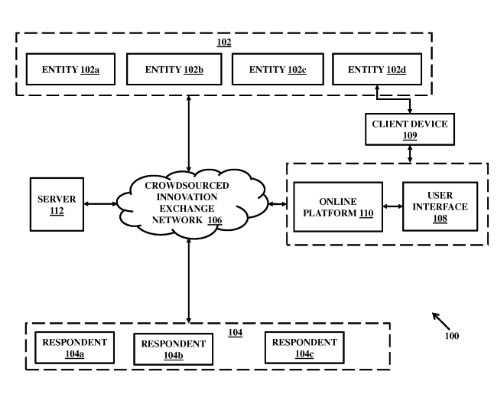 102
ENTITY 102a
ENTITY 102b
ENTITY 102c
ENTITY 102d
CLIENT DEVICE
109
SERVER
112
CROWDSOURCED
INNOVATION
EXCHANGE
NETWORK 106
ONLINE
PLATFORM 110
USER
INTERFACE
108
100
104
RESPONDENT
104a
RESPONDENT
104b
RESPONDENT
104c